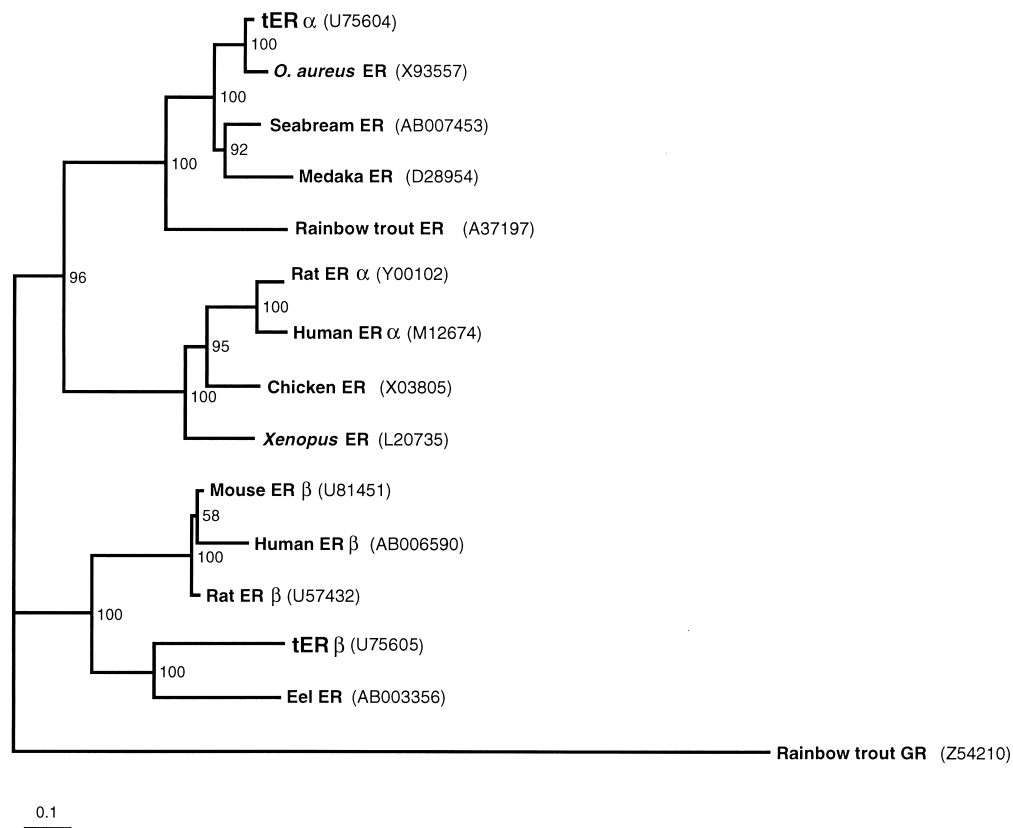 tER α (U75604)
100
O. aureus ER (X93557)
100
Seabream ER (AB007453)
92
100
Medaka ER (D28954)
Rainbow trout ER (A37197)
Rat ER α (Y00102)
96
100
Human ER α (M12674)
95
Chicken ER (X03805)
100
Xenopus ER (L20735)
Mouse ER β (U81451)
58
Human ER β (AB006590)
100
Rat ER β (U57432)
100
tER β (U75605)
100
Eel ER (AB003356)
Rainbow trout GR (Z54210)
0.1